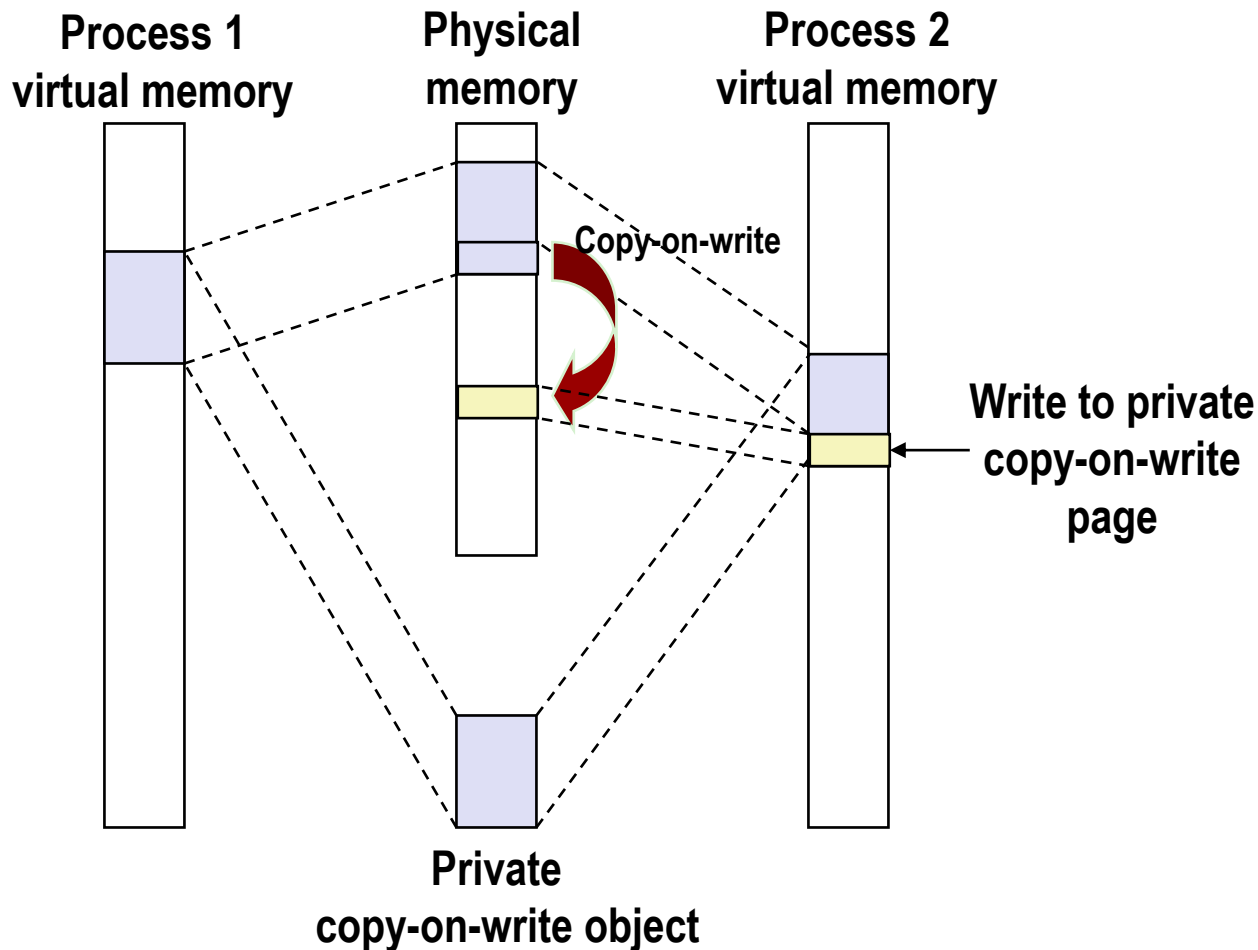 Process 1
virtual memory
Physical
memory
Process 2
virtual memory
Copy-on-write
Write to private
copy-on-write
page
Private
copy-on-write object